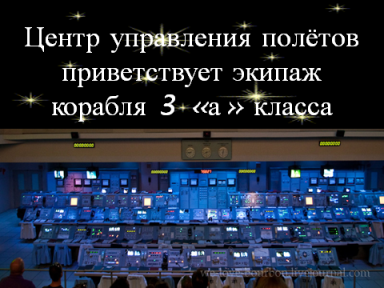 Центр управления полётов
приветствует экипаж
корабля 3 «а» класса